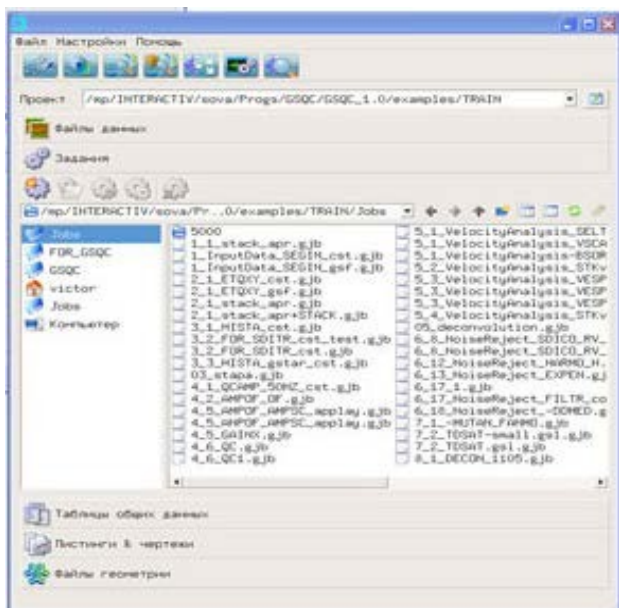 Файл Настройки Помощь
Проект /mp/INTERACTIV/sova/Progs/GSQC/GSQC_1.0/examples/TRAIN
Файлы данных
Задания
/mp/INTERACTIV/sova/Pr..0/examples/TRAIN/Jobs
Jobs
FOR_GSQC
GSQC
victor
Jobs
Компьютер
5000
1_1_stack_apr.gjb
1_1_InputData_SEGIN_cst.gjb
1_1_InputData_SEGIN_gsf.gjb
2_1_ETQXY_cst.gjb
2_1_ETQXY_gsf.gjb
2_1_stack_apr.gjb
2_1_stack_apr+STACK.gjb
3_1_HISTA_cst.gjb
3_2_FOR_SDITR_cst_test.gjb
3_2_FOR_SDITR_cst.gjb
3_3_HISTA_gstar_cst.gjb
03_stapa.gjb
4_1_QCAMP_50HZ_cst.gjb
4_2_AMPOF_OF.gjb
4_5_AMPOF_AMPSC_applay.gjb
4_5_AMPOF_AMPSC_applay.gjb
4_5_GAINX.gjb
4_6_QC.gjb
4_6_QC1.gjb
5_1_VelocityAnalysis_SELT
5_1_VelocityAnalysis_VSCA
5_1_VelocityAnalysis-BSOR
5_2_VelocityAnalysis_STKv
5_3_VelocityAnalysis_VESP
5_3_VelocityAnalysis_VESP
5_3_VelocityAnalysis_VESP
5_4_VelocityAnalysis_STKv
05_deconvolution.gjb
6_8_NoiseReject_SDICO_RV_
6_8_NoiseReject_SDICO_RV_
6_12_NoiseReject_HARMO_H.
6_13_NoiseReject_EXPEN.gj
6_17_1.gjb
6_17_NoiseReject_FILTR_co
6_18_NoiseReject_-DDMED.g
7_1_-MUTAN_FANMO.gjb
7_2_TDSAT-small.gsl.gjb
7_2_TDSAT.gsl.gjb
8_1_DECON_1105.gjb
Таблицы общих данных
Листинги & чертежи
Файлы геометрии